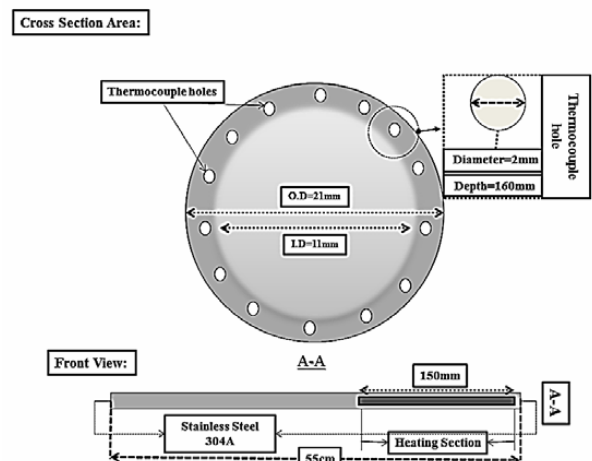 Cross Section Area:
Thermocouple holes
Thermocouple
hole
Diameter=2mm
Depth=160mm
O.D=21mm
I.D=11mm
A-A
Front View:
150mm
A-A
Stainless Steel
304A
Heating Section
55cm